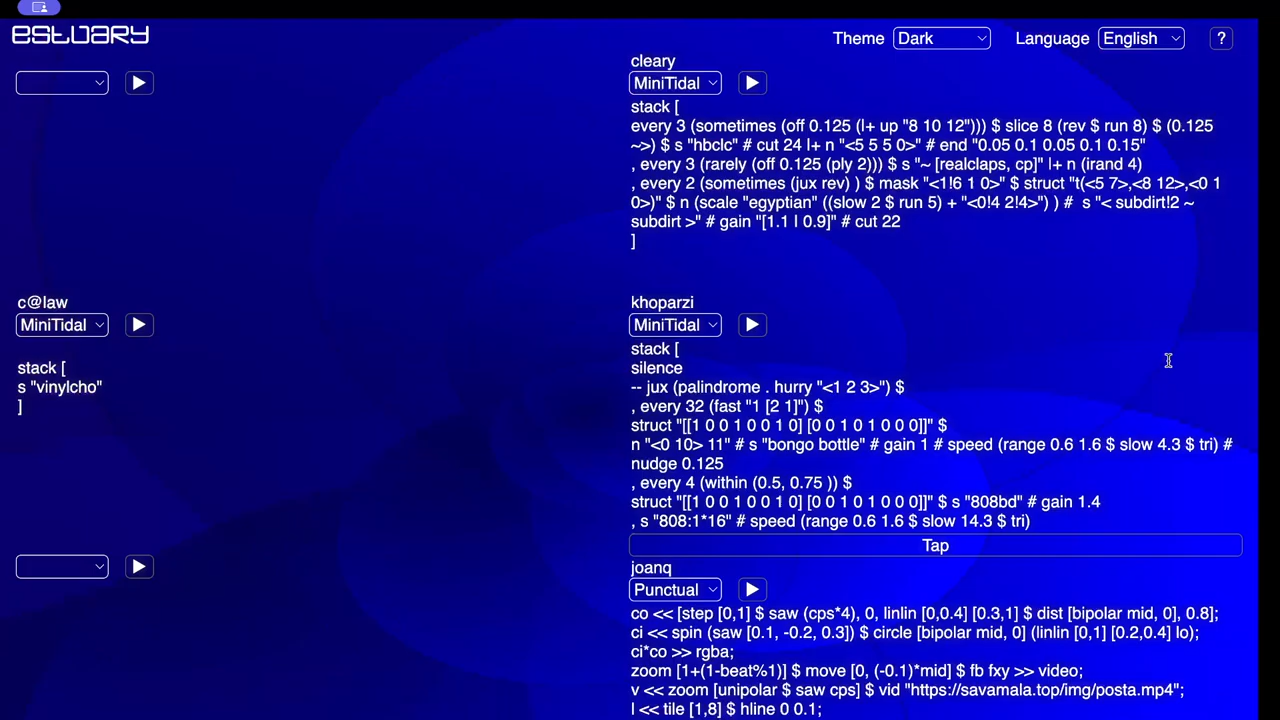 estuary
Theme Dark Language English ?
cleary
MiniTidal
stack [
every 3 (sometimes (off 0.125 (|+ up "8 10 12"))) $ slice 8 (rev $ run 8) $ (0.125
~>) $ s "hbclc" # cut 24 |+ n "<5 5 5 0>" # end "0.05 0.1 0.05 0.1 0.15"
, every 3 (rarely (off 0.125 (ply 2))) $ s "~ [realclaps, cp]" |+ n (irand 4)
, every 2 (sometimes (jux rev) ) $ mask "<1!6 1 0>" $ struct "t(<5 7>,<8 12>,<0 1
0>)" $ n (scale "egyptian" ((slow 2 $ run 5) + "<0!4 2!4>") ) # s "< subdirt!2 ~
subdirt >" # gain "[1.1 | 0.9]" # cut 22
]
c@law
MiniTidal
stack [
s "vinylcho"
]
khoparzi
MiniTidal
stack [
silence
-- jux (palindrome . hurry "<1 2 3>") $
, every 32 (fast "1 [2 1]") $
struct "[[1 0 0 1 0 0 1 0] [0 0 1 0 1 0 0 0]]" $
n "<0 10> 11" # s "bongo bottle" # gain 1 # speed (range 0.6 1.6 $ slow 4.3 $ tri) #
nudge 0.125
, every 4 (within (0.5, 0.75 )) $
struct "[[1 0 0 1 0 0 1 0] [0 0 1 0 1 0 0 0]]" $ s "808bd" # gain 1.4
, s "808:1*16" # speed (range 0.6 1.6 $ slow 14.3 $ tri)
Tap
joanq
Punctual
co << [step [0,1] $ saw (cps*4), 0, linlin [0,0.4] [0.3,1] $ dist [bipolar mid, 0], 0.8];
ci << spin (saw [0.1, -0.2, 0.3]) $ circle [bipolar mid, 0] (linlin [0,1] [0.2,0.4] lo);
ci*co >> rgba;
zoom [1+(1-beat%1)] $ move [0, (-0.1)*mid] $ fb fxy >> video;
v << zoom [unipolar $ saw cps] $ vid "https://savamala.top/img/posta.mp4";
l << tile [1,8] $ hline 0 0.1;